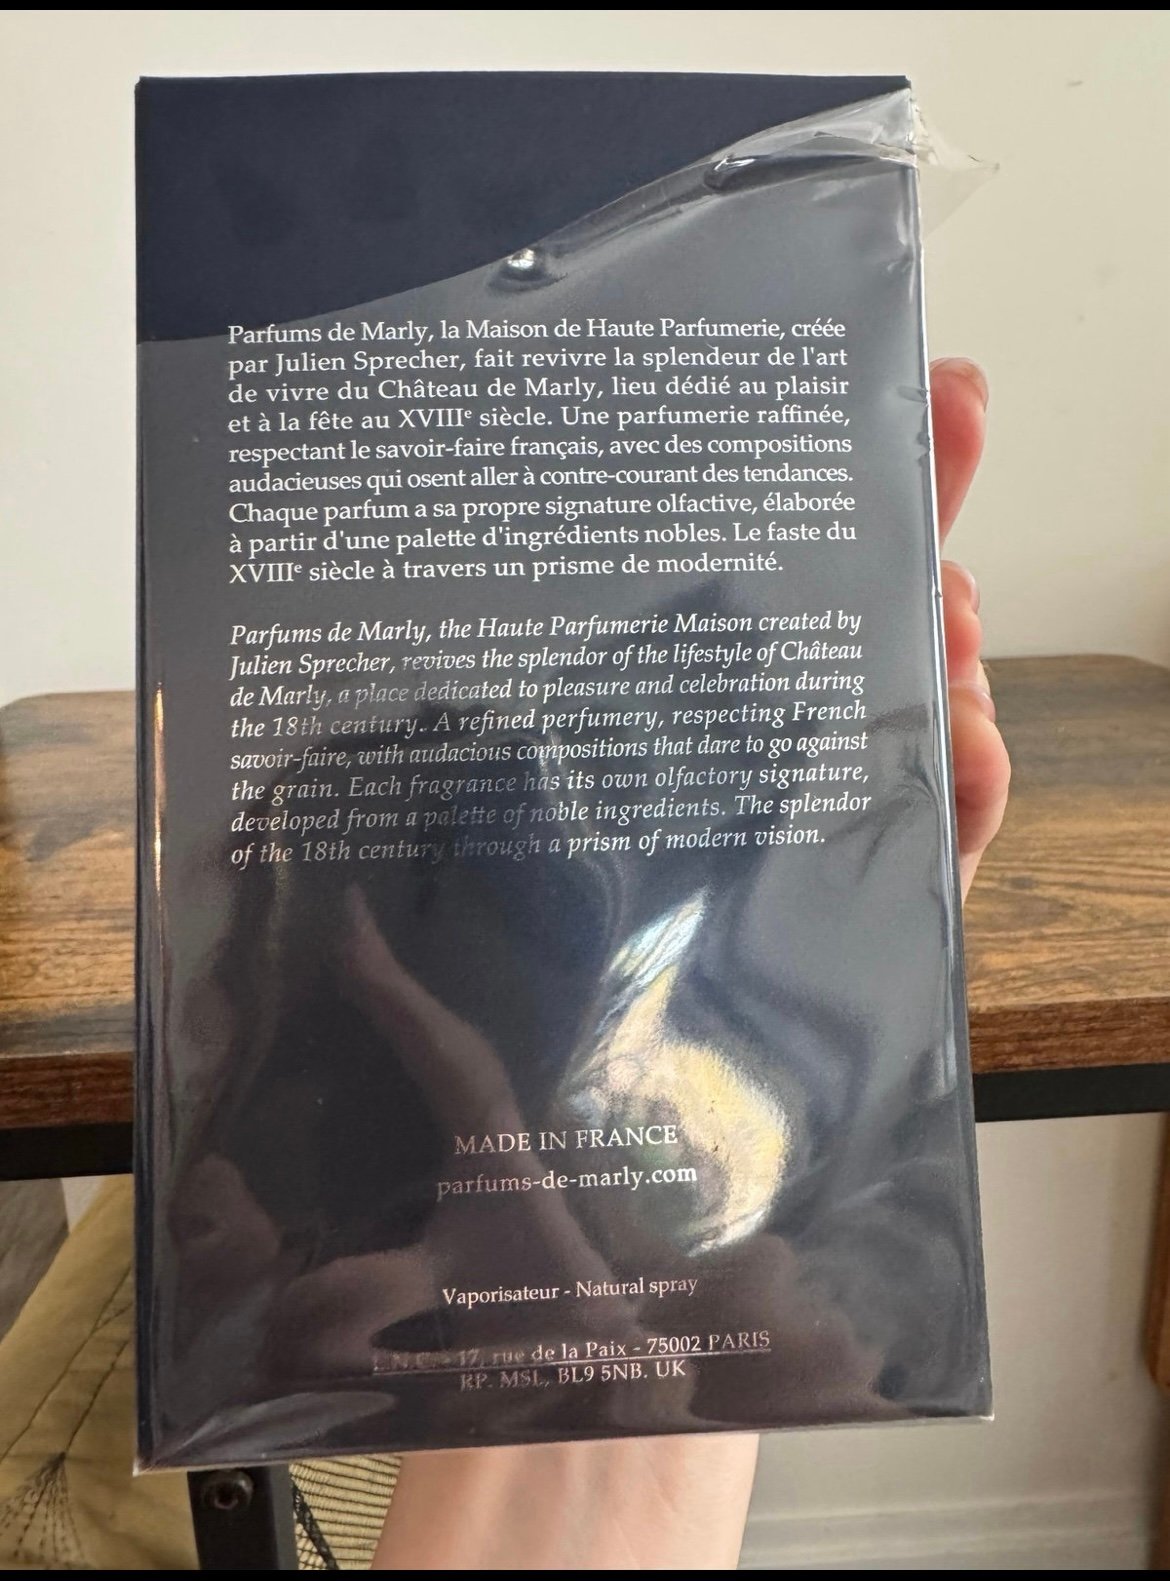 Parfums de Marly, la Maison de Haute Parfumerie, créée
par Julien Sprecher, fait revivre la splendeur de l'art
de vivre du Château de Marly, lieu dédié au plaisir
et à la fête au XVIIIᵉ siècle. Une parfumerie raffinée,
respectant le savoir-faire français, avec des compositions
audacieuses qui osent aller à contre-courant des tendances.
Chaque parfum a sa propre signature olfactive, élaborée
à partir d'une palette d'ingrédients nobles. Le faste du
XVIIIᵉ siècle à travers un prisme de modernité.
Parfums de Marly, the Haute Parfumerie Maison created by
Julien Sprecher, revives the splendor of the lifestyle of Château
de Marly, a place dedicated to pleasure and celebration during
the 18th century. A refined perfumery, respecting French
savoir-faire, with audacious compositions that dare to go against
the grain. Each fragrance has its own olfactory signature,
developed from a palette of noble ingredients. The splendor
of the 18th century through a prism of modern vision.
MADE IN FRANCE
parfums-de-marly.com
Vaporisateur - Natural spray
17, rue de la Paix - 75002 PARIS
RP. MSL, BL9 5NB. UK